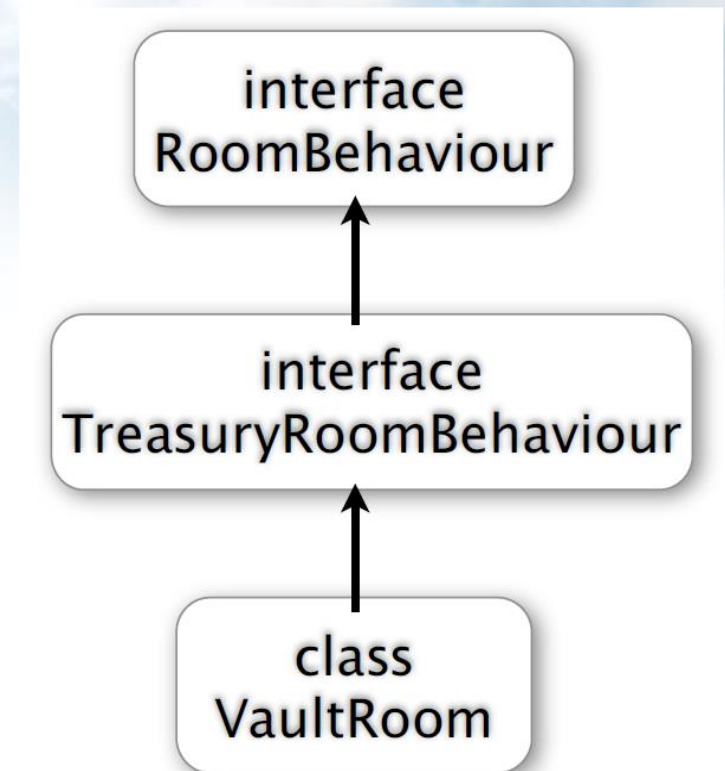 interface
RoomBehaviour
interface
TreasuryRoomBehaviour
class
VaultRoom